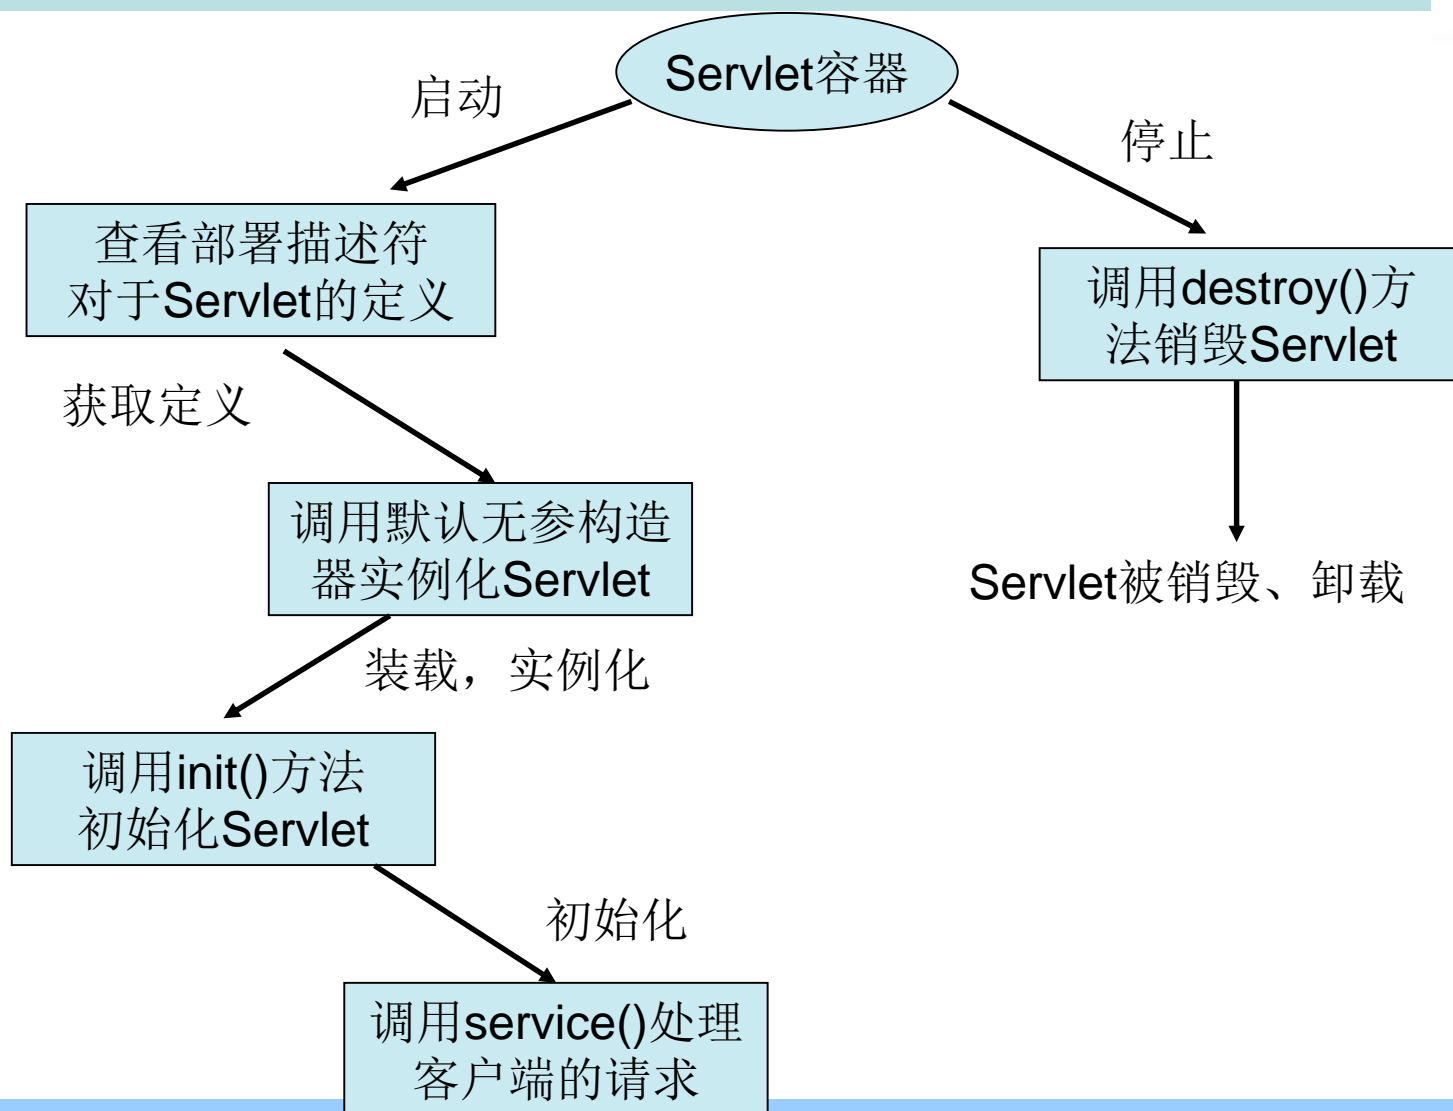 Servlet容器
启动
停止
查看部署描述符
对于Servlet的定义
调用destroy()方
法销毁Servlet
获取定义
调用默认无参构造
器实例化Servlet
Servlet被销毁、卸载
装载，实例化
调用init()方法
初始化Servlet
初始化
调用service()处理
客户端的请求